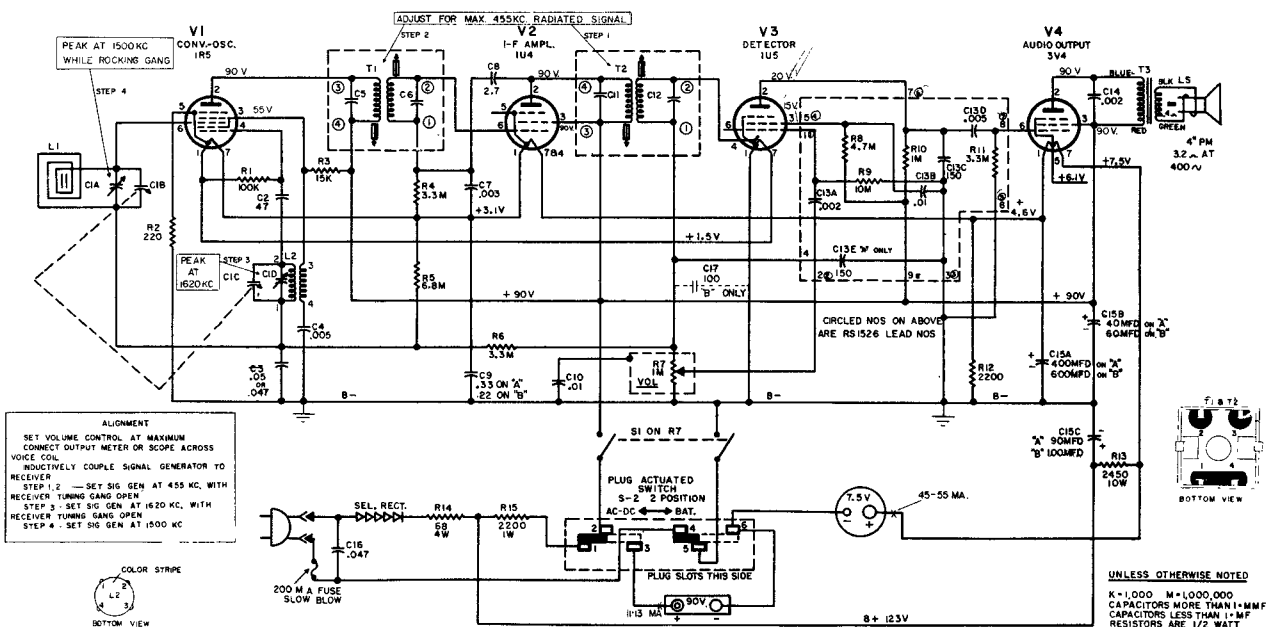 ADJUST FOR MAX. 455KC. RADIATED SIGNAL
STEP 2
STEP 1
PEAK AT 1500 KC
WHILE ROCKING GANG
STEP 4
V1
CONV.-OSC.
1R5
V2
I-F AMPL.
1U4
V3
DETECTOR
1U5
V4
AUDIO OUTPUT
3V4
90 V.
55 V
T1
C5
C6
C8
2.7
90V.
T2
C11
C12
20 V
15V.
C13D
.005
90V.
BLUE
T3
BLK
LS
C14
.002
RED
GREEN
90V.
4" PM
3.2 Ω AT
400 ~
L1
C1A
C1B
R1
100K
C2
47
R3
15K
R4
3.3M
C7
.003
R8
4.7M
R9
10M
R10
1M
C13C
150
R11
3.3M
C13A
.002
C13B
.01
+7.5V
+6.1V
4.6V
R2
220
+3.1V
+1.5V
STEP 3
PEAK
AT
1620KC
C1C
C1D
L2
C4
.005
R5
6.8M
C13E "A" ONLY
150
C17
100
"B" ONLY
+ 90V
+ 90V
CIRCLED NOS ON ABOVE
ARE RS1526 LEAD NOS
C15B
40MFD ON "A"
60MFD ON "B"
C3
.05
OR
.047
R6
3.3M
C9
.33 ON "A"
.22 ON "B"
C10
.01
R7
1M
VOL
R12
2200
C15A
400MFD ON "A"
600MFD ON "B"
B-
B-
B-
ALIGNMENT
SET VOLUME CONTROL AT MAXIMUM
CONNECT OUTPUT METER OR SCOPE ACROSS
VOICE COIL
INDUCTIVELY COUPLE SIGNAL GENERATOR TO
RECEIVER
STEP 1,2 — SET SIG GEN AT 455 KC, WITH
RECEIVER TUNING GANG OPEN
STEP 3 - SET SIG GEN AT 1620 KC, WITH
RECEIVER TUNING GANG OPEN
STEP 4 - SET SIG GEN AT 1500 KC
S1 ON R7
C15C
"A" 90MFD
"B" 100MFD
R13
2450
10W
T1 & T2
BOTTOM VIEW
PLUG ACTUATED
SWITCH
S-2 2 POSITION
AC-DC BAT.
SEL. RECT.
R14
68
4W
R15
2200
1W
7.5V
45-55 MA.
C16
.047
200 MA FUSE
SLOW BLOW
PLUG SLOTS THIS SIDE
11-13 MA
90V.
B+ 123V
COLOR STRIPE
L2
BOTTOM VIEW
UNLESS OTHERWISE NOTED
K=1,000 M=1,000,000
CAPACITORS MORE THAN 1=MMF
CAPACITORS LESS THAN 1=MF
RESISTORS ARE 1/2 WATT